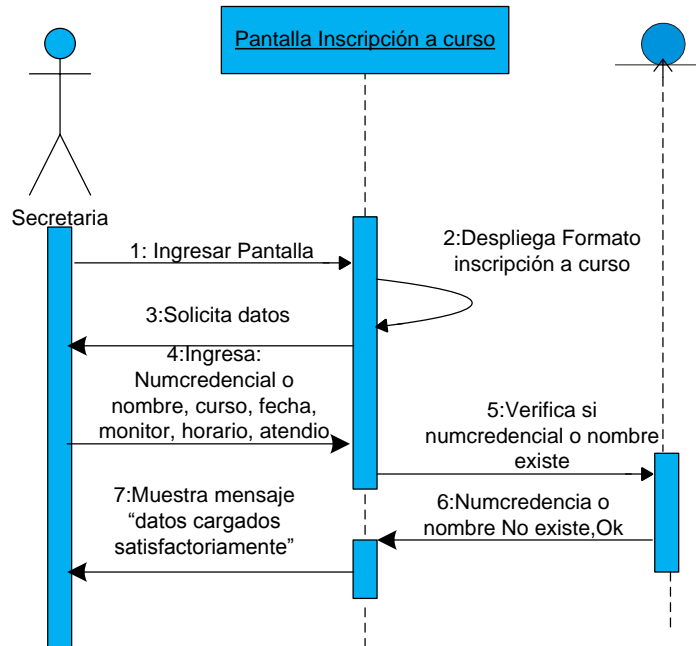 Pantalla Inscripción a curso
Secretaria
1: Ingresar Pantalla
2:Despliega Formato
inscripción a curso
3:Solicita datos
4:Ingresa:
Numcredencial o
nombre, curso, fecha,
monitor, horario, atendio
5:Verifica si
numcredencial o nombre
existe
6:Numcredencia o
nombre No existe,Ok
7:Muestra mensaje
“datos cargados
satisfactoriamente”